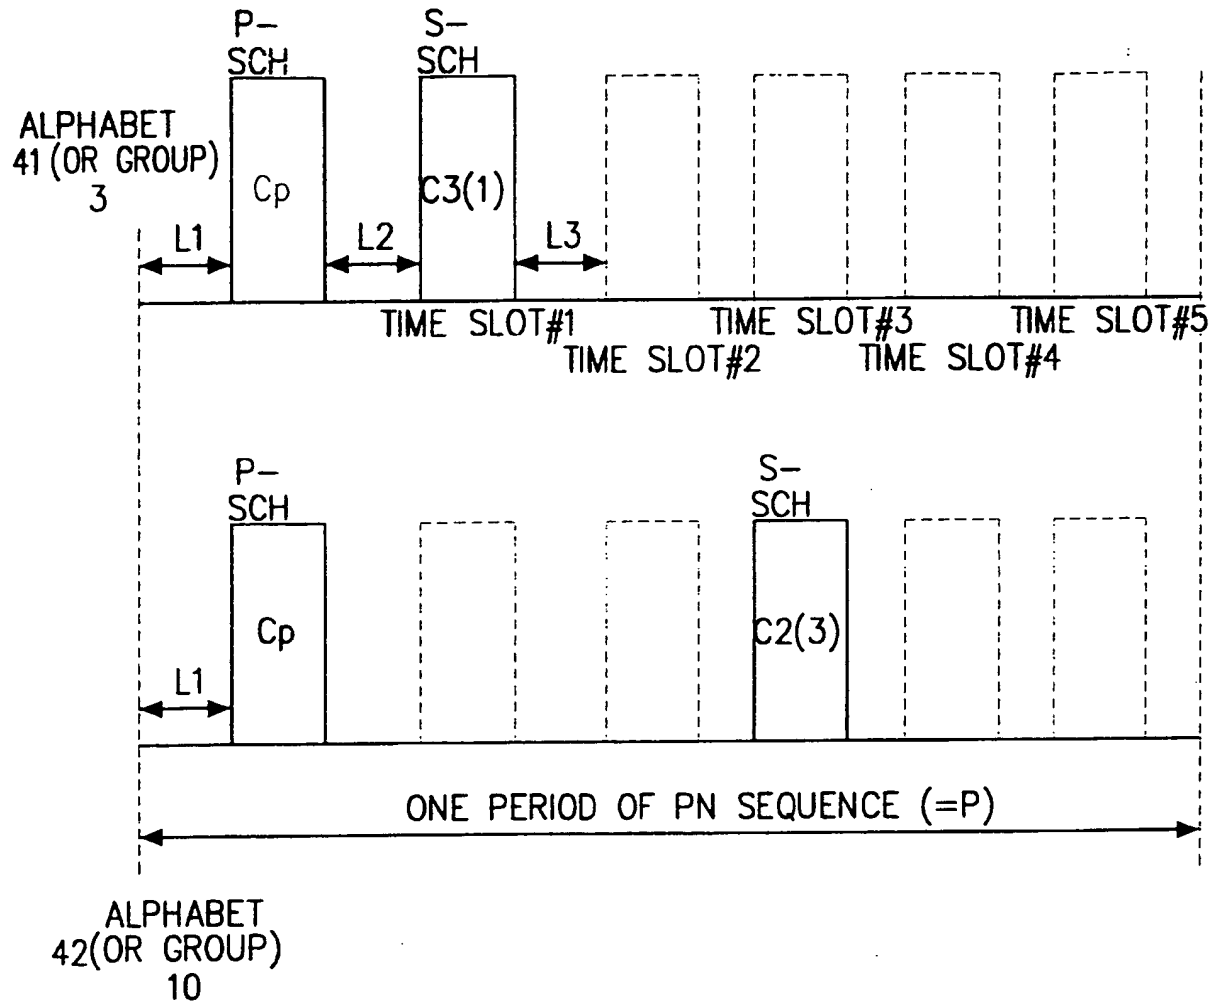 P-
SCH
S-
SCH
ALPHABET
41 (OR GROUP)
3
Cp
C3(1)
L1
L2
L3
TIME SLOT#1
TIME SLOT#3
TIME SLOT#5
TIME SLOT#2
TIME SLOT#4
P-
SCH
S-
SCH
Cp
C2(3)
L1
ONE PERIOD OF PN SEQUENCE (=P)
ALPHABET
42(OR GROUP)
10